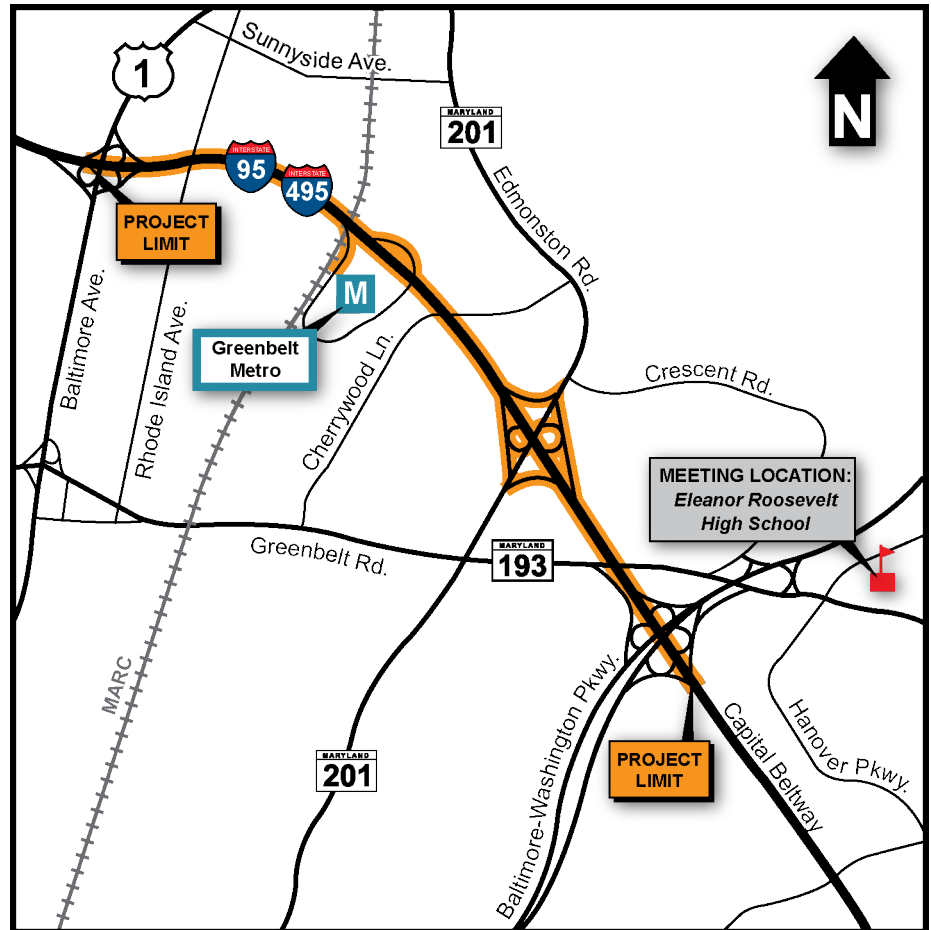 Sunnyside Ave.
1
N
MARYLAND
201
INTERSTATE
95
INTERSTATE
495
Edmonston Rd.
PROJECT
LIMIT
Baltimore Ave.
Rhode Island Ave.
M
Greenbelt
Metro
Cherrywood Ln.
Crescent Rd.
MEETING LOCATION:
Eleanor Roosevelt
High School
Greenbelt Rd.
MARYLAND
193
MARC
Baltimore-Washington Pkwy.
Capital Beltway
Hanover Pkwy.
MARYLAND
201
PROJECT
LIMIT